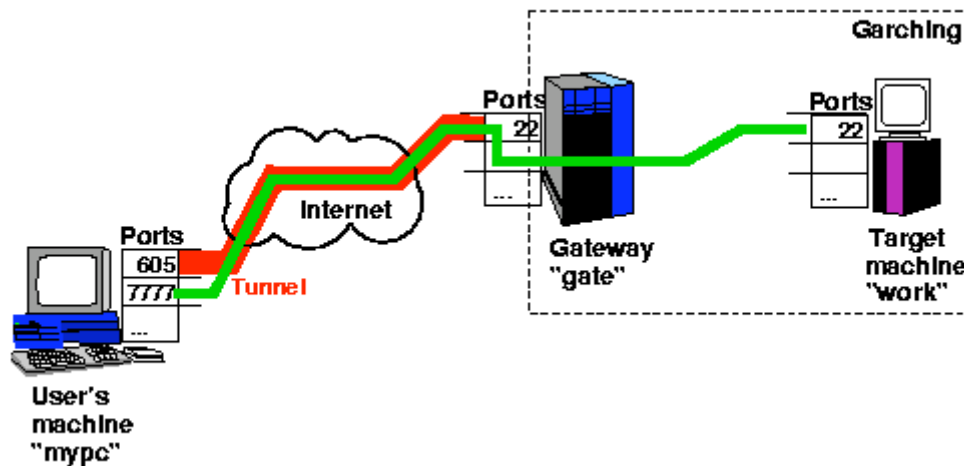 Garching
Ports
22
...
Ports
22
...
Internet
Gateway
"gate"
Target
machine
"work"
Ports
605
7777
...
Tunnel
User's
machine
"mypc"